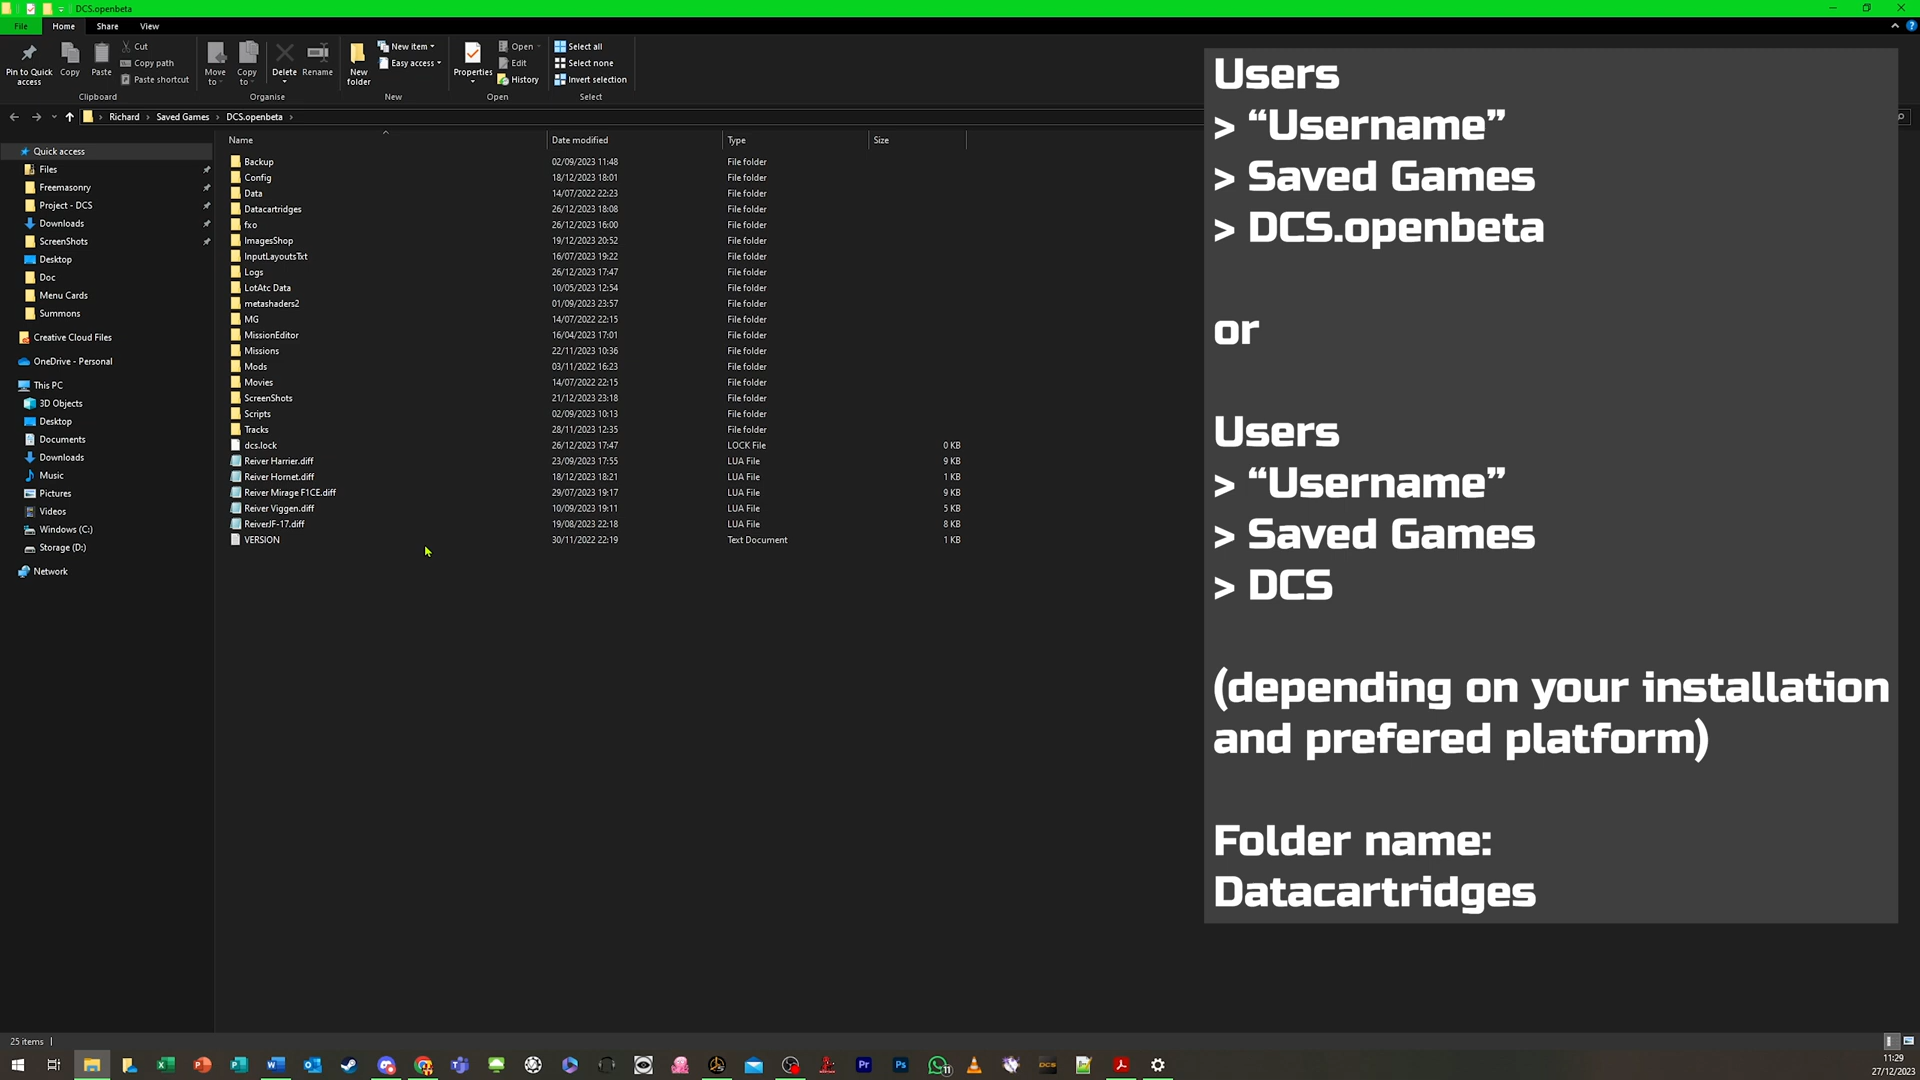 DCS.openbeta
File
Home
Share
View
Pin to Quick access
Copy
Paste
Cut
Copy path
Paste shortcut
Move to
Copy to
Delete
Rename
New folder
New item
Easy access
Properties
Open
Edit
History
Select all
Select none
Invert selection
Clipboard
Organise
New
Open
Select
Richard
Saved Games
DCS.openbeta
Name
Date modified
Type
Size
Quick access
Files
Freemasonry
Project - DCS
Downloads
ScreenShots
Desktop
Doc
Menu Cards
Summons
Creative Cloud Files
OneDrive - Personal
This PC
3D Objects
Desktop
Documents
Downloads
Music
Pictures
Videos
Windows (C:)
Storage (D:)
Network
Backup 02/09/2023 11:48 File folder
Config 18/12/2023 18:01 File folder
Data 14/07/2022 22:23 File folder
Datacartridges 26/12/2023 18:08 File folder
fxo 26/12/2023 16:00 File folder
ImagesShop 19/12/2023 20:52 File folder
InputLayoutsTxt 16/07/2023 19:22 File folder
Logs 26/12/2023 17:47 File folder
LotAtc Data 10/05/2023 12:54 File folder
metashaders2 01/09/2023 23:57 File folder
MG 14/07/2022 22:15 File folder
MissionEditor 16/04/2023 17:01 File folder
Missions 22/11/2023 10:36 File folder
Mods 03/11/2022 16:23 File folder
Movies 14/07/2022 22:15 File folder
ScreenShots 21/12/2023 23:18 File folder
Scripts 02/09/2023 10:13 File folder
Tracks 28/11/2023 12:35 File folder
dcs.lock 26/12/2023 17:47 LOCK File 0 KB
Reiver Harrier.diff 23/09/2023 17:55 LUA File 9 KB
Reiver Hornet.diff 18/12/2023 18:21 LUA File 1 KB
Reiver Mirage F1CE.diff 29/07/2023 19:17 LUA File 9 KB
Reiver Viggen.diff 10/09/2023 19:11 LUA File 5 KB
ReiverJF-17.diff 19/08/2023 22:18 LUA File 8 KB
VERSION 30/11/2022 22:19 Text Document 1 KB
Users
> “Username”
> Saved Games
> DCS.openbeta
or
Users
> “Username”
> Saved Games
> DCS
(depending on your installation
and prefered platform)
Folder name:
Datacartridges
25 items
11:29
27/12/2023